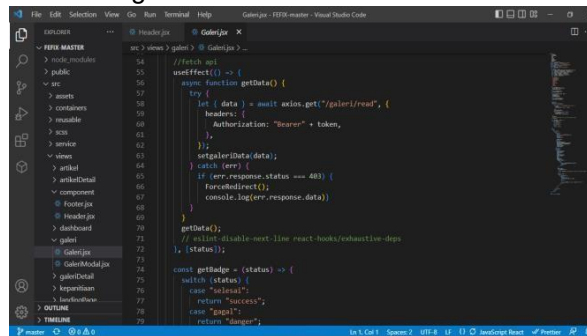 File Edit Selection View Go Run Terminal Help
Galeri.jsx - FEFIX-master - Visual Studio Code
EXPLORER
Header.jsx
Galeri.jsx
src > views > galeri > Galeri.jsx > ...
FEFIX-MASTER
node_modules
public
src
assets
containers
reusable
scss
service
views
artikel
artikelDetail
component
Footer.jsx
Header.jsx
dashboard
galeri
Galeri.jsx
GaleriModal.jsx
galeriDetail
kepanitiaan
landingPage
OUTLINE
TIMELINE
54 //fetch api
55 useEffect(() => {
56 async function getData() {
57 try {
58 let { data } = await axios.get("/galeri/read", {
59 headers: {
60 Authorization: "Bearer" + token,
61 },
62 });
63 setgaleriData(data);
64 } catch (err) {
65 if (err.response.status === 403) {
66 ForceRedirect();
67 console.log(err.response.data))
68 }
69 }
70 getData();
71 // eslint-disable-next-line react-hooks/exhaustive-deps
72 }, [status]);
73
74 const getBadge = (status) => {
75 switch (status) {
76 case "selesai":
77 return "success";
78 case "gagal":
79 return "danger";
master
0 0
Ln 1, Col 1 Spaces: 2 UTF-8 LF {} JavaScript React Prettier